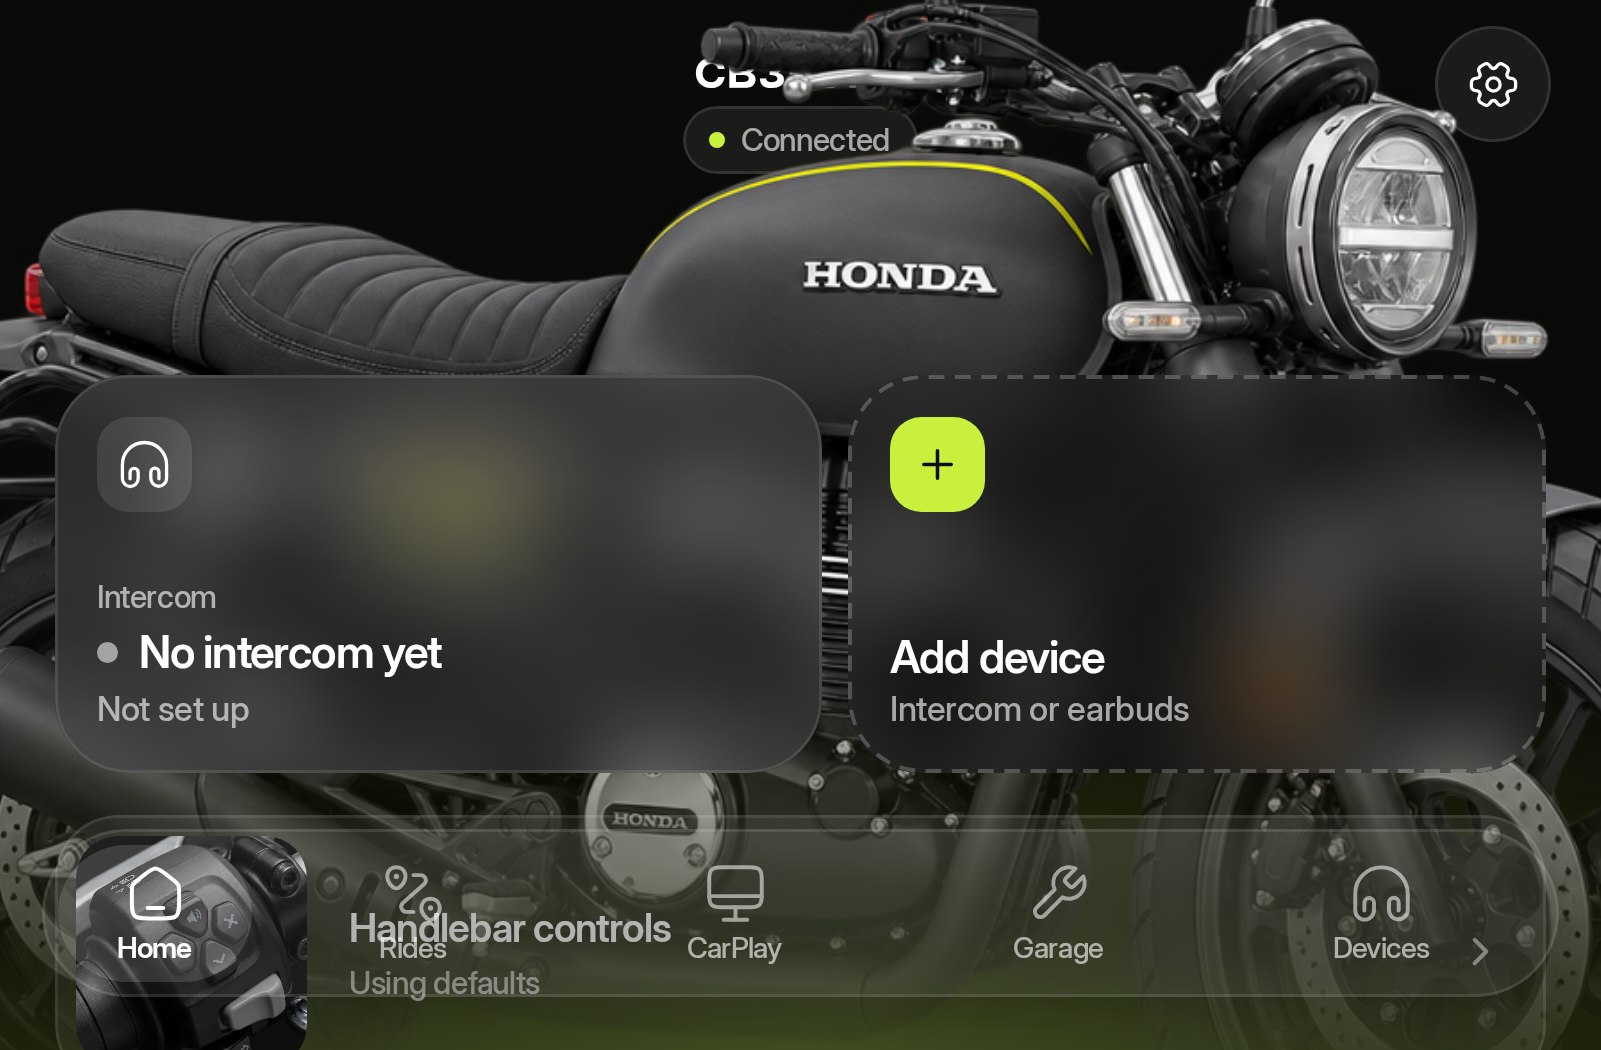 CB3
Connected
HONDA
Intercom
No intercom yet
Not set up
Add device
Intercom or earbuds
HONDA
Home
Rides
CarPlay
Garage
Devices
Handlebar controls
Using defaults